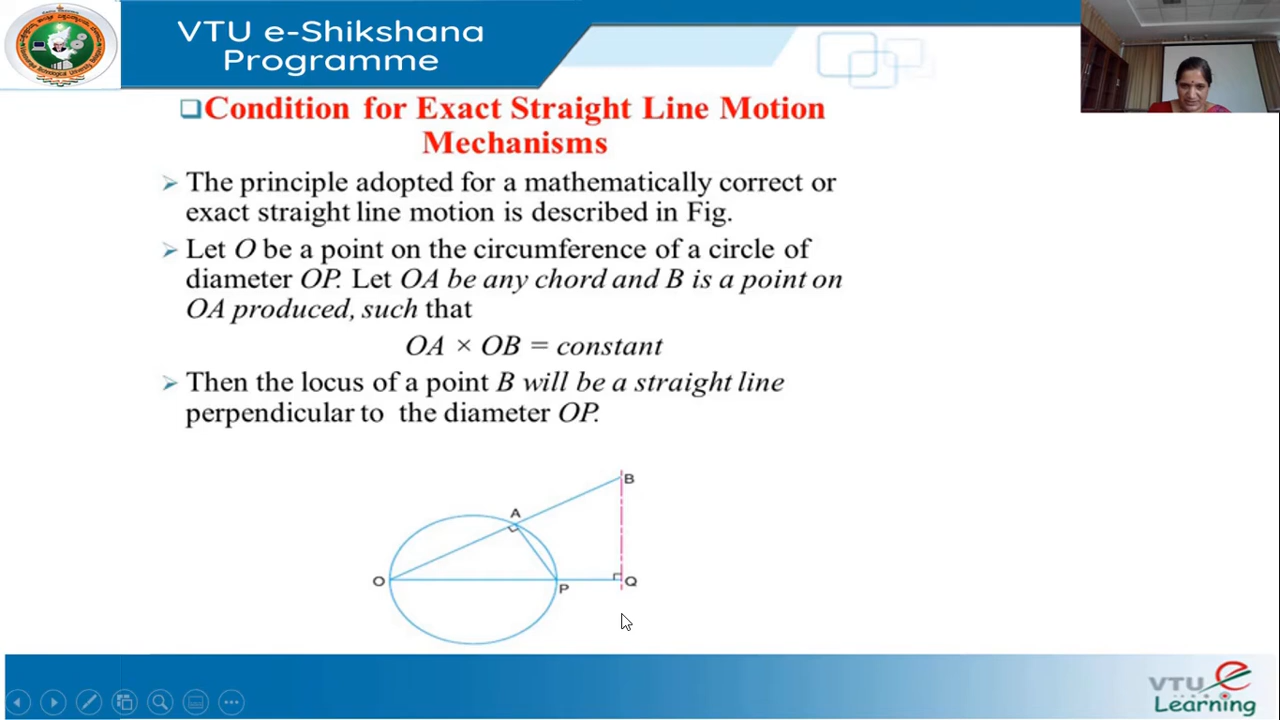 VTU e-Shikshana
Programme
Condition for Exact Straight Line Motion
Mechanisms
The principle adopted for a mathematically correct or
exact straight line motion is described in Fig.
Let O be a point on the circumference of a circle of
diameter OP. Let OA be any chord and B is a point on
OA produced, such that
OA × OB = constant
Then the locus of a point B will be a straight line
perpendicular to the diameter OP.
B
A
O
P
Q
VTU e
Learning